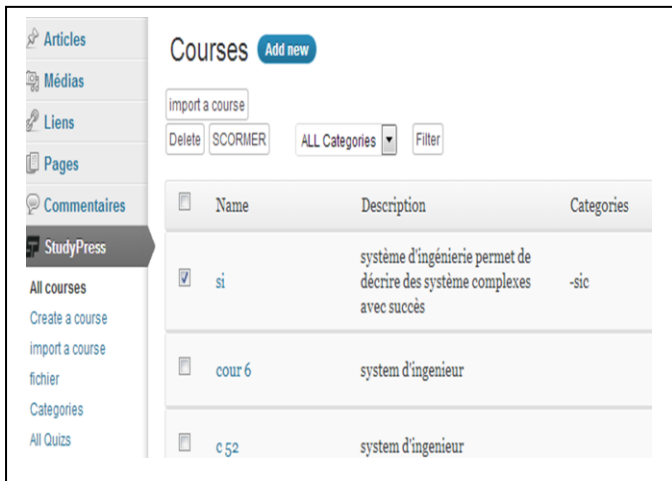 Articles
Médias
Liens
Pages
Commentaires
StudyPress
All courses
Create a course
import a course
fichier
Categories
All Quizs
Courses Add new
import a course
Delete SCORMER ALL Categories Filter
Name Description Categories
si système d'ingénierie permet de
décrire des système complexes
avec succès
-sic
cour 6 system d'ingenieur
c 52 system d'ingenieur